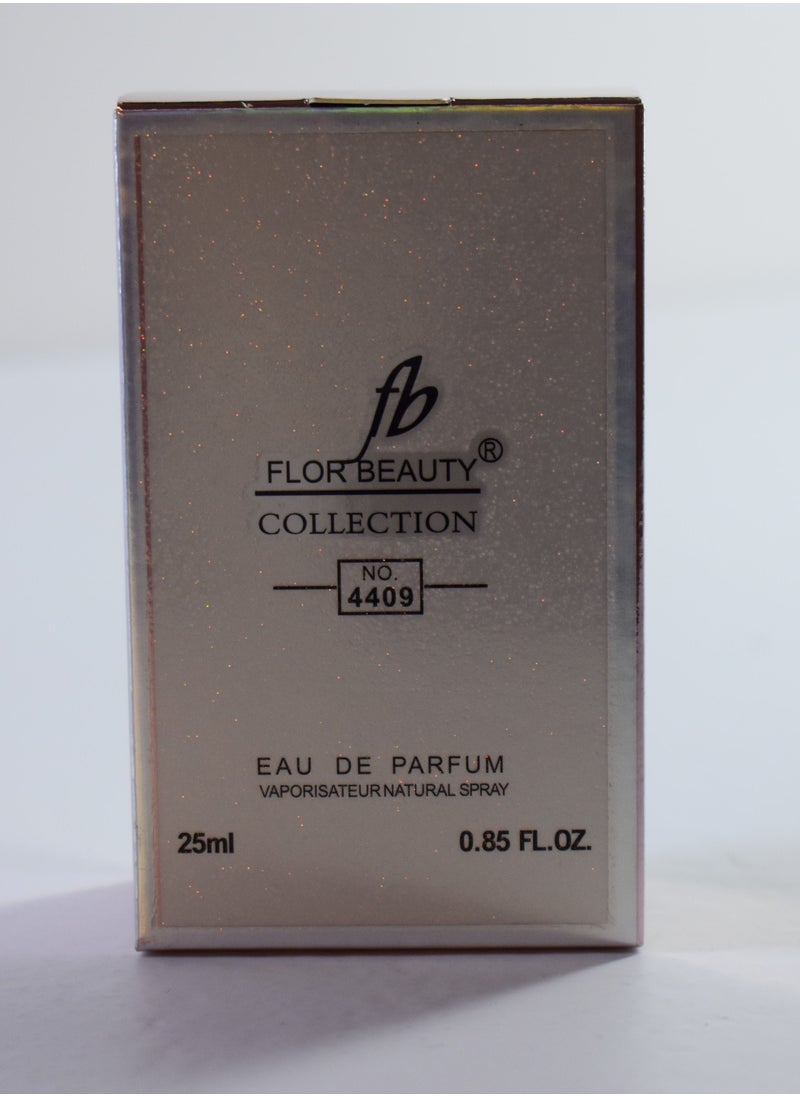 fb
FLOR BEAUTY®
COLLECTION
NO.
4409
EAU DE PARFUM
VAPORISATEUR NATURAL SPRAY
25ml 0.85 FL.OZ.